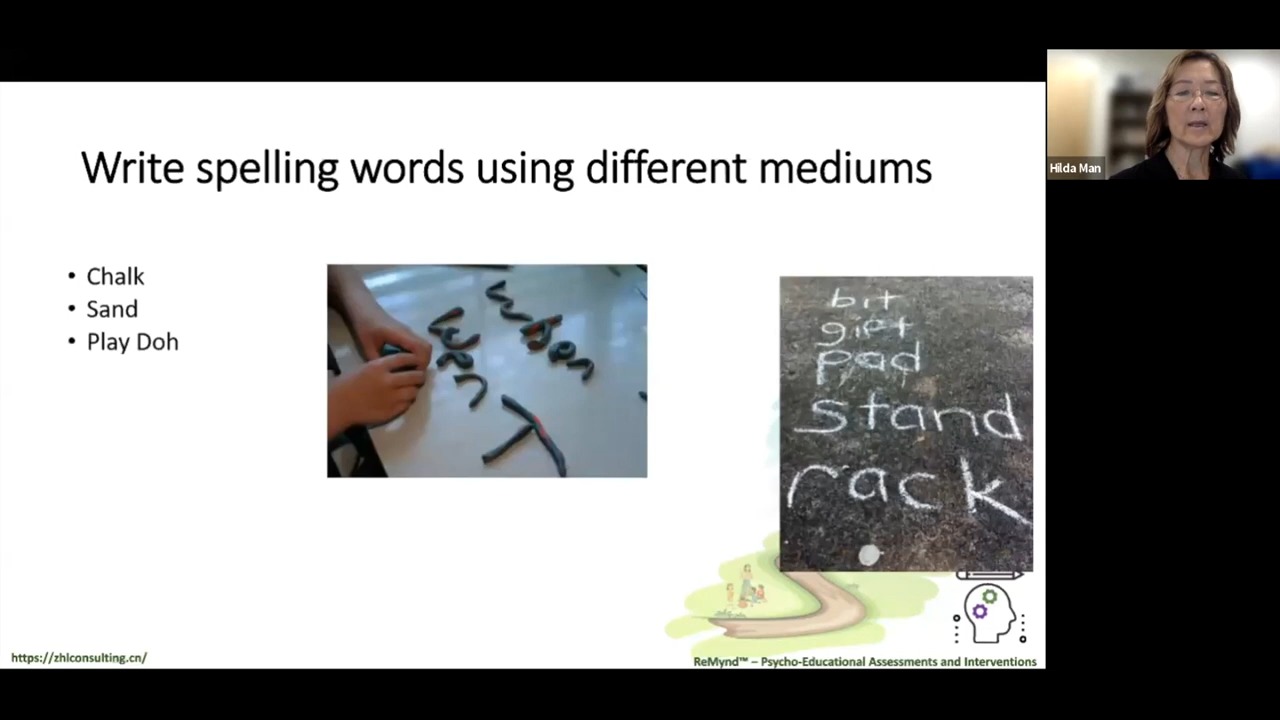 Write spelling words using different mediums
Hilda Man
• Chalk
• Sand
• Play Doh
bit
gift
pad
stand
rack
https://zhlconsulting.cn/
ReMynd™ – Psycho-Educational Assessments and Interventions